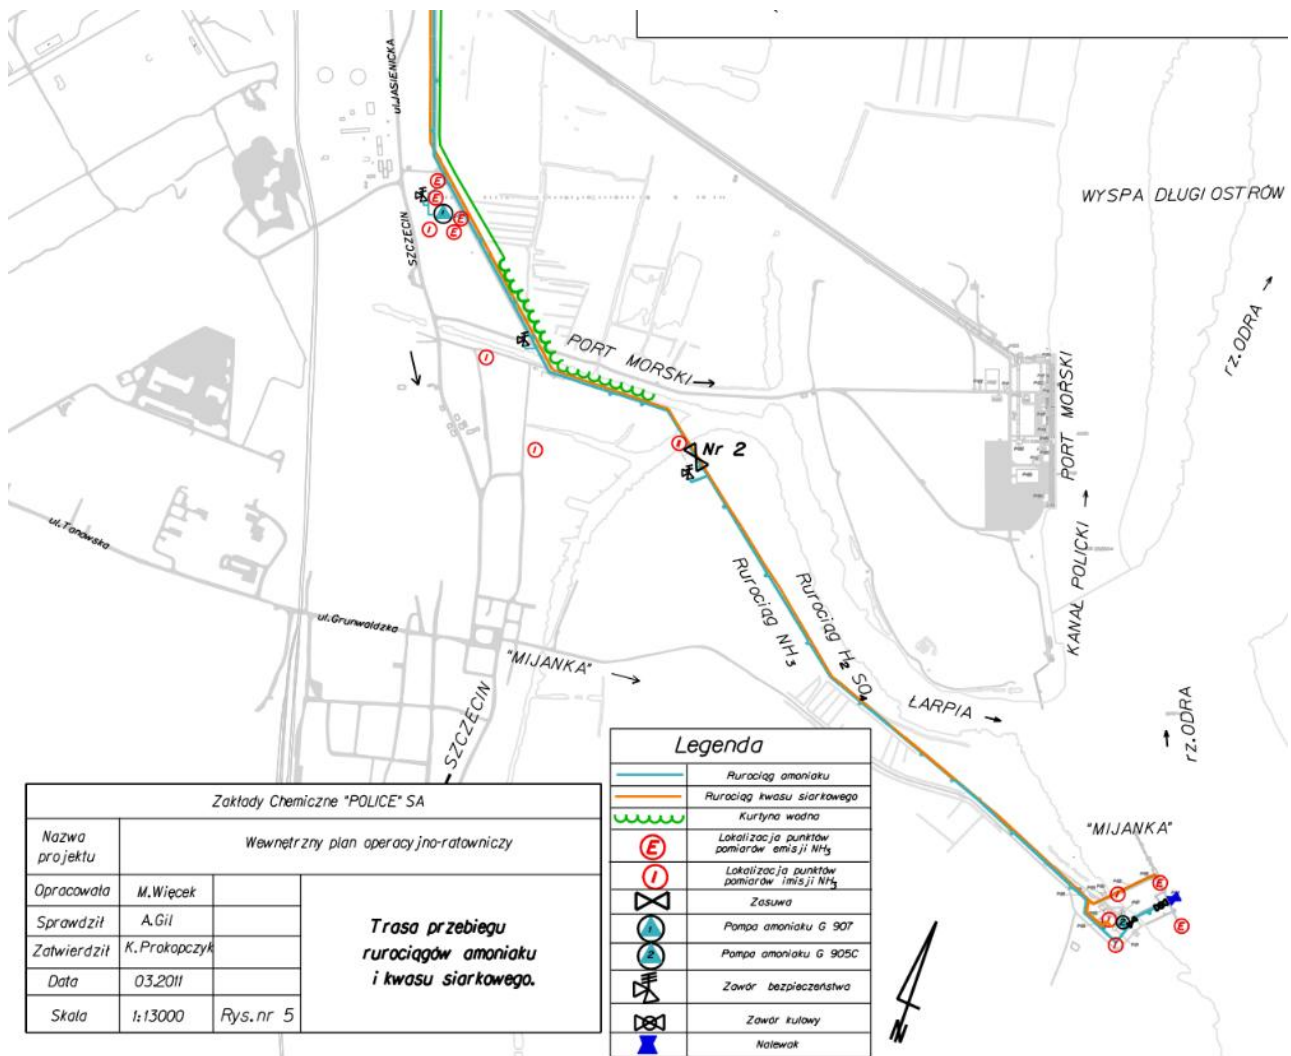 ul.JASIENICKA
SZCZECIN
WYSPA DŁUGI OSTRÓW
rz.ODRA
PORT MORSKI
PORT MORSKI
Nr 2
KANAŁ POLICKI
ul.Tanowska
ul.Grunwaldzka
"MIJANKA"
SZCZECIN
Rurociąg NH3
Rurociąg H2 SO4
ŁARPIA
rz.ODRA
"MIJANKA"
N
Legenda
Rurociąg amoniaku
Rurociąg kwasu siarkowego
Kurtyna wodna
E Lokalizacja punktów
pomiarów emisji NH3
I Lokalizacja punktów
pomiarów imisji NH3
Zasuwa
1 Pompa amoniaku G 907
2 Pompa amoniaku G 905C
Zawór bezpieczeństwa
Zawór kulowy
Nalewak
Zakłady Chemiczne "POLICE" SA
Nazwa
projektu
Wewnętrzny plan operacyjno-ratowniczy
Opracowała M.Więcek
Sprawdził A.Gil
Zatwierdził K.Prokopczyk
Data 03.2011
Skala 1:13000 Rys.nr 5
Trasa przebiegu
rurociągów amoniaku
i kwasu siarkowego.